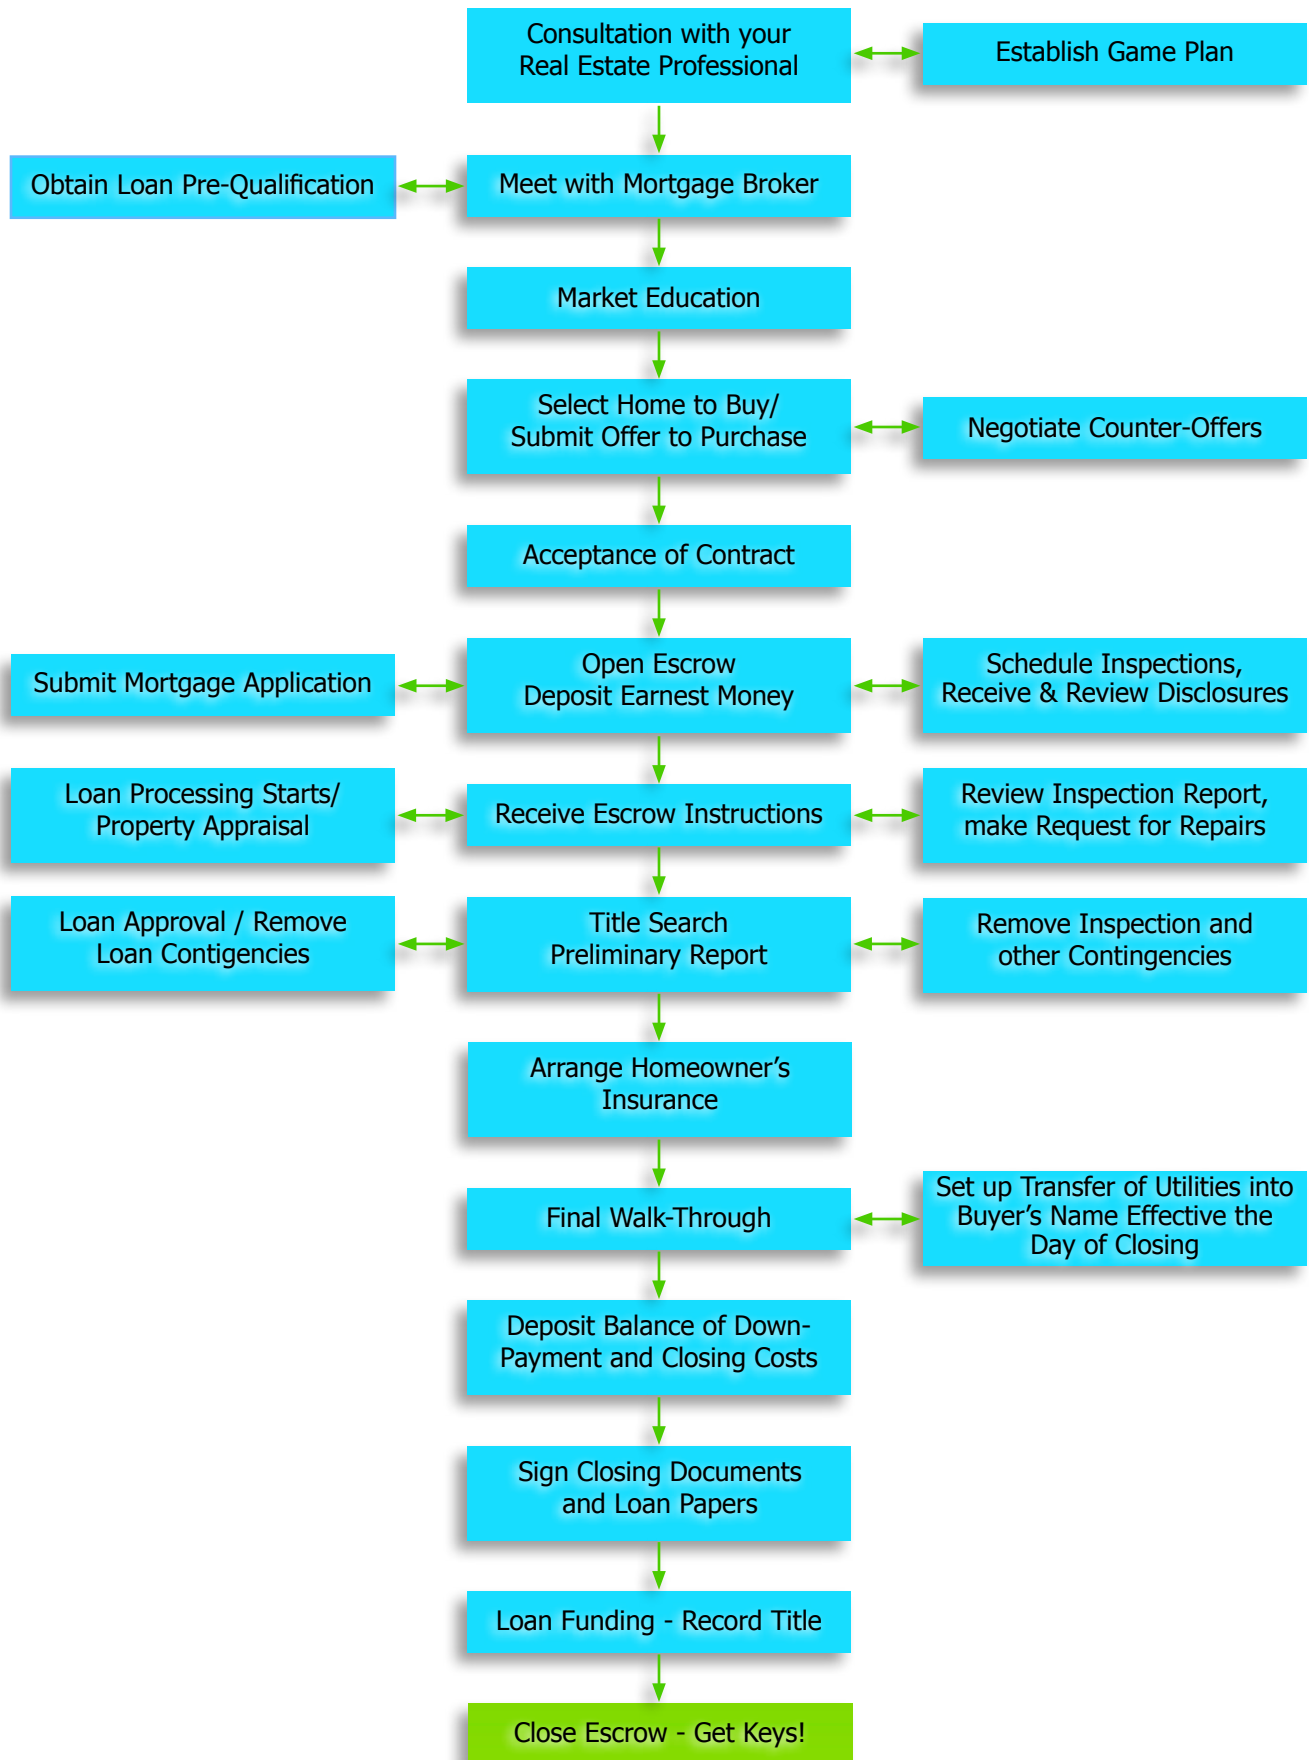 Consultation with your
Real Estate Professional
Establish Game Plan
Obtain Loan Pre-Qualification
Meet with Mortgage Broker
Market Education
Select Home to Buy/
Submit Offer to Purchase
Negotiate Counter-Offers
Acceptance of Contract
Submit Mortgage Application
Open Escrow
Deposit Earnest Money
Schedule Inspections,
Receive & Review Disclosures
Loan Processing Starts/
Property Appraisal
Receive Escrow Instructions
Review Inspection Report,
make Request for Repairs
Loan Approval / Remove
Loan Contigencies
Title Search
Preliminary Report
Remove Inspection and
other Contingencies
Arrange Homeowner’s
Insurance
Final Walk-Through
Set up Transfer of Utilities into
Buyer’s Name Effective the
Day of Closing
Deposit Balance of Down-
Payment and Closing Costs
Sign Closing Documents
and Loan Papers
Loan Funding - Record Title
Close Escrow - Get Keys!